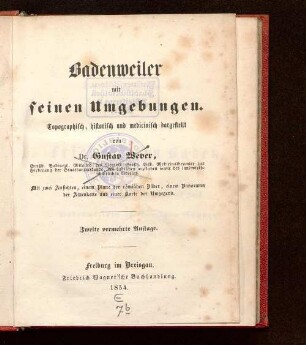 Badenweiler
mit
seinen Umgebungen.
Topographisch, historisch und medicinisch dargestellt
von
Dr. Gustav Wever,
Mit zwei Ansichten, einem Plane der römischen Bäder, einem Panorama
der Alpenkette und einer Karte der Umgegend.
Zweite vermehrte Auflage.
Freiburg im Breisgau,
Friedrich Wagner'sche Buchhandlung.
1854.
E
7b